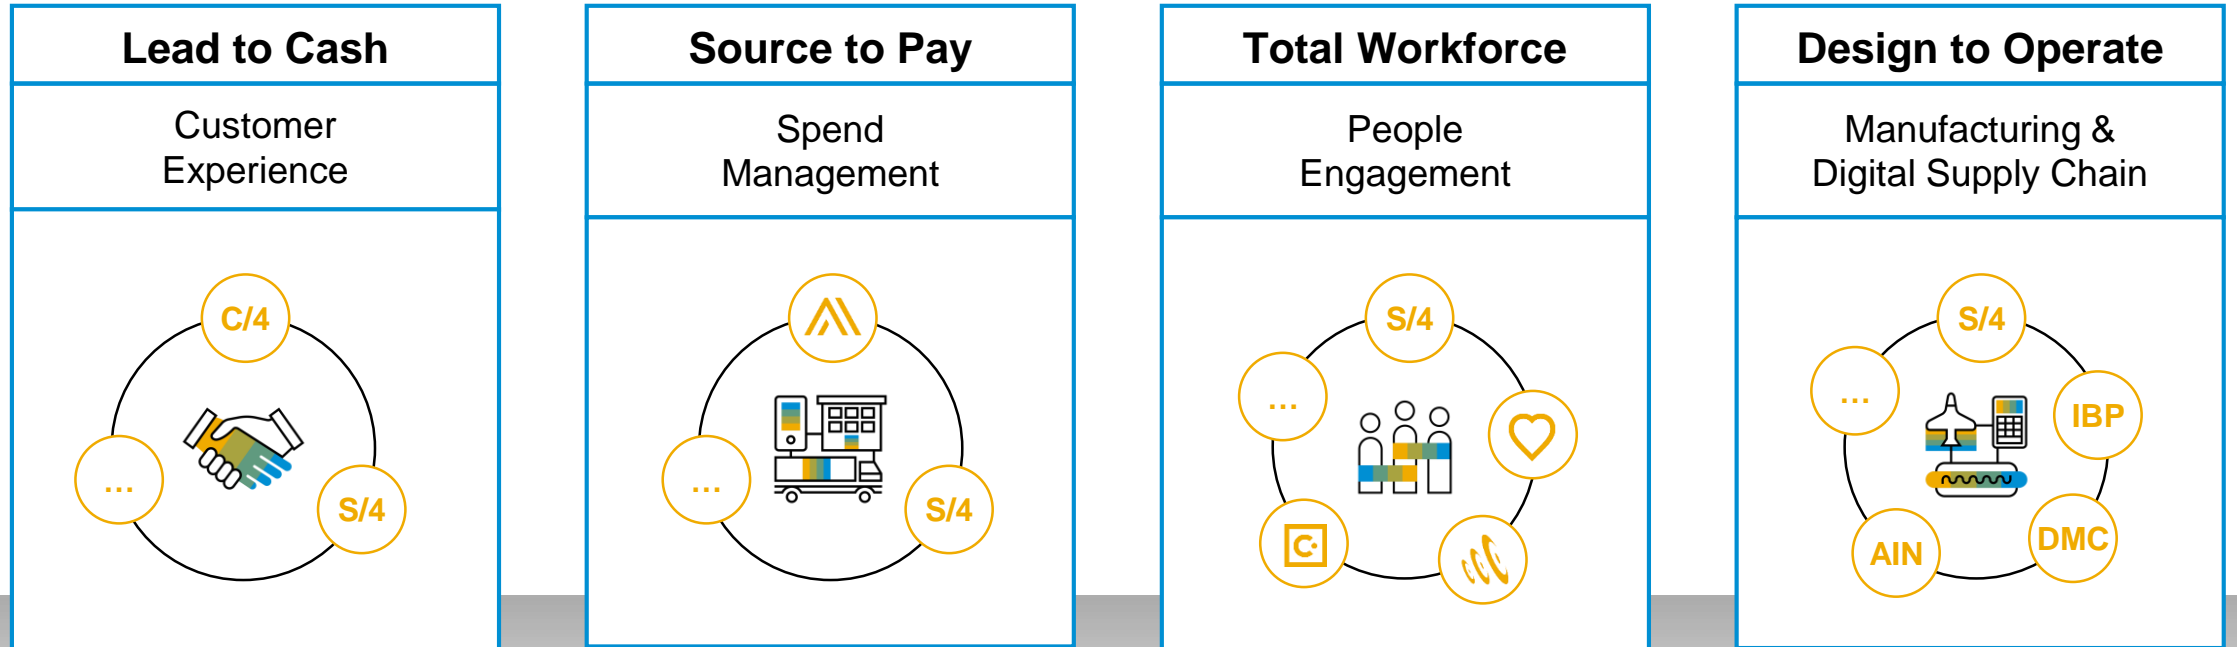 Lead to Cash
Customer
Experience
C/4
...
S/4
Source to Pay
Spend
Management
...
S/4
Total Workforce
People
Engagement
S/4
...
C
Design to Operate
Manufacturing &
Digital Supply Chain
S/4
...
IBP
AIN
DMC